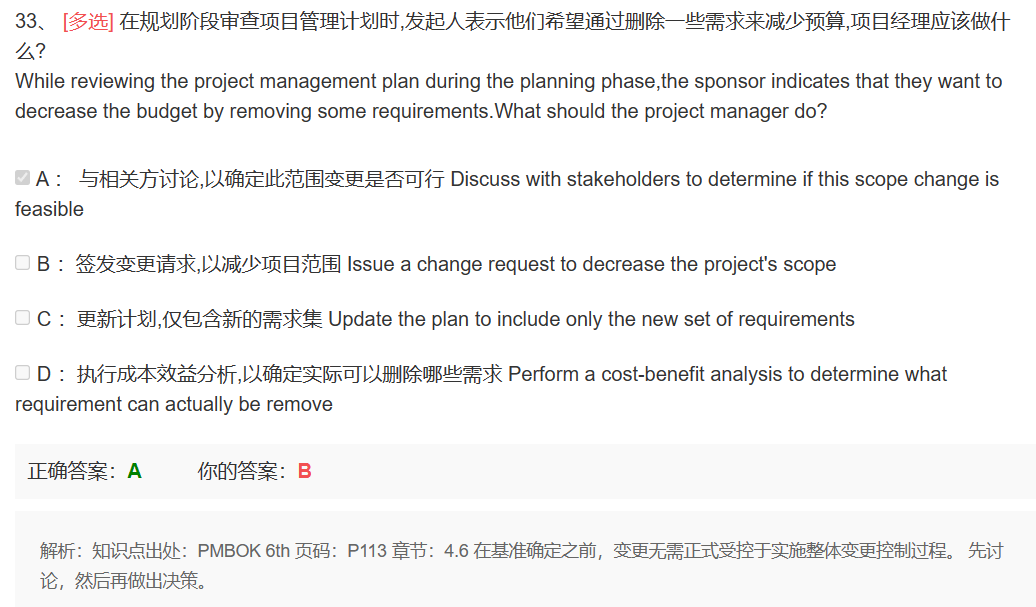 33、 [多选] 在规划阶段审查项目管理计划时,发起人表示他们希望通过删除一些需求来减少预算,项目经理应该做什
么?
While reviewing the project management plan during the planning phase,the sponsor indicates that they want to
decrease the budget by removing some requirements.What should the project manager do?
A： 与相关方讨论,以确定此范围变更是否可行 Discuss with stakeholders to determine if this scope change is
feasible
B： 签发变更请求,以减少项目范围 Issue a change request to decrease the project's scope
C： 更新计划,仅包含新的需求集 Update the plan to include only the new set of requirements
D： 执行成本效益分析,以确定实际可以删除哪些需求 Perform a cost-benefit analysis to determine what
requirement can actually be remove
正确答案：A 你的答案：B
解析：知识点出处：PMBOK 6th 页码：P113 章节：4.6 在基准确定之前，变更无需正式受控于实施整体变更控制过程。 先讨
论，然后再做出决策。